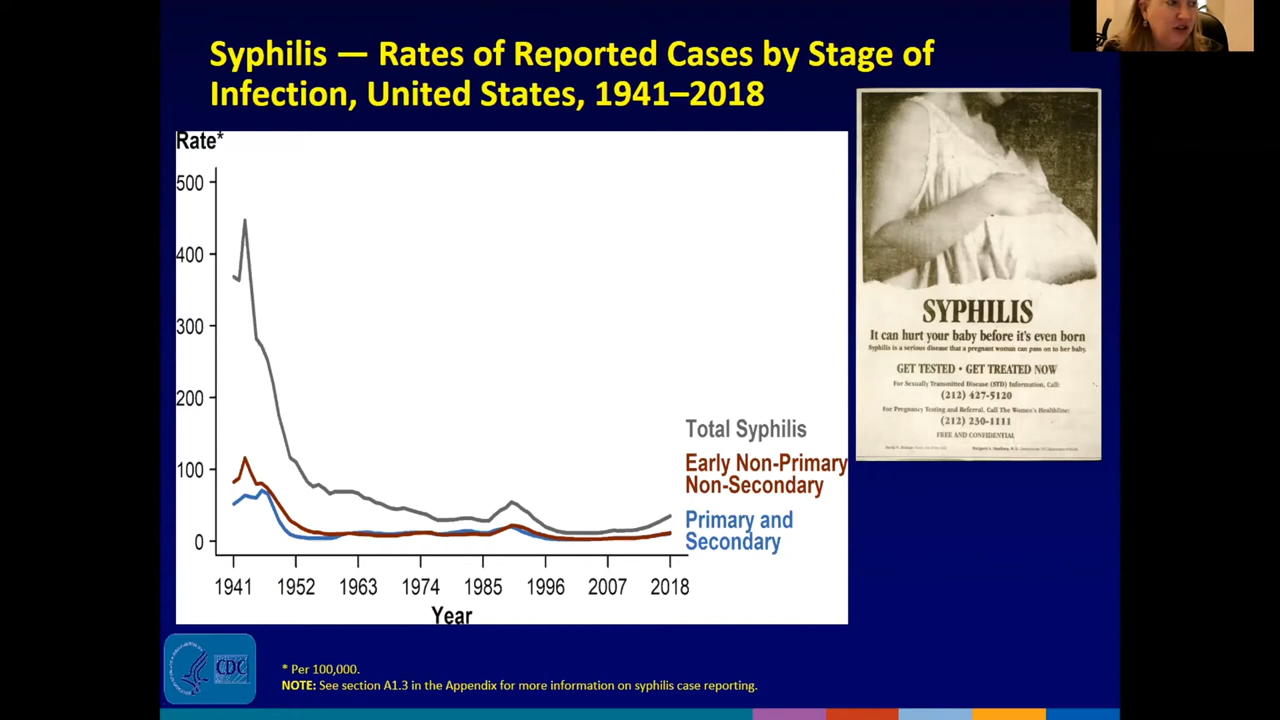 Syphilis — Rates of Reported Cases by Stage of
Infection, United States, 1941–2018
Rate*
500
400
300
200
100
0
Total Syphilis
Early Non-Primary
Non-Secondary
Primary and
Secondary
1941 1952 1963 1974 1985 1996 2007 2018
Year
SYPHILIS
It can hurt your baby before it's even born
Syphilis is a serious disease that a pregnant woman can pass on to her baby.
GET TESTED • GET TREATED NOW
For Sexually Transmitted Disease (STD) Information, Call:
(212) 427-5120
For Pregnancy Testing and Referral, Call The Women's Healthline:
(212) 230-1111
FREE AND CONFIDENTIAL
CDC
* Per 100,000.
NOTE: See section A1.3 in the Appendix for more information on syphilis case reporting.